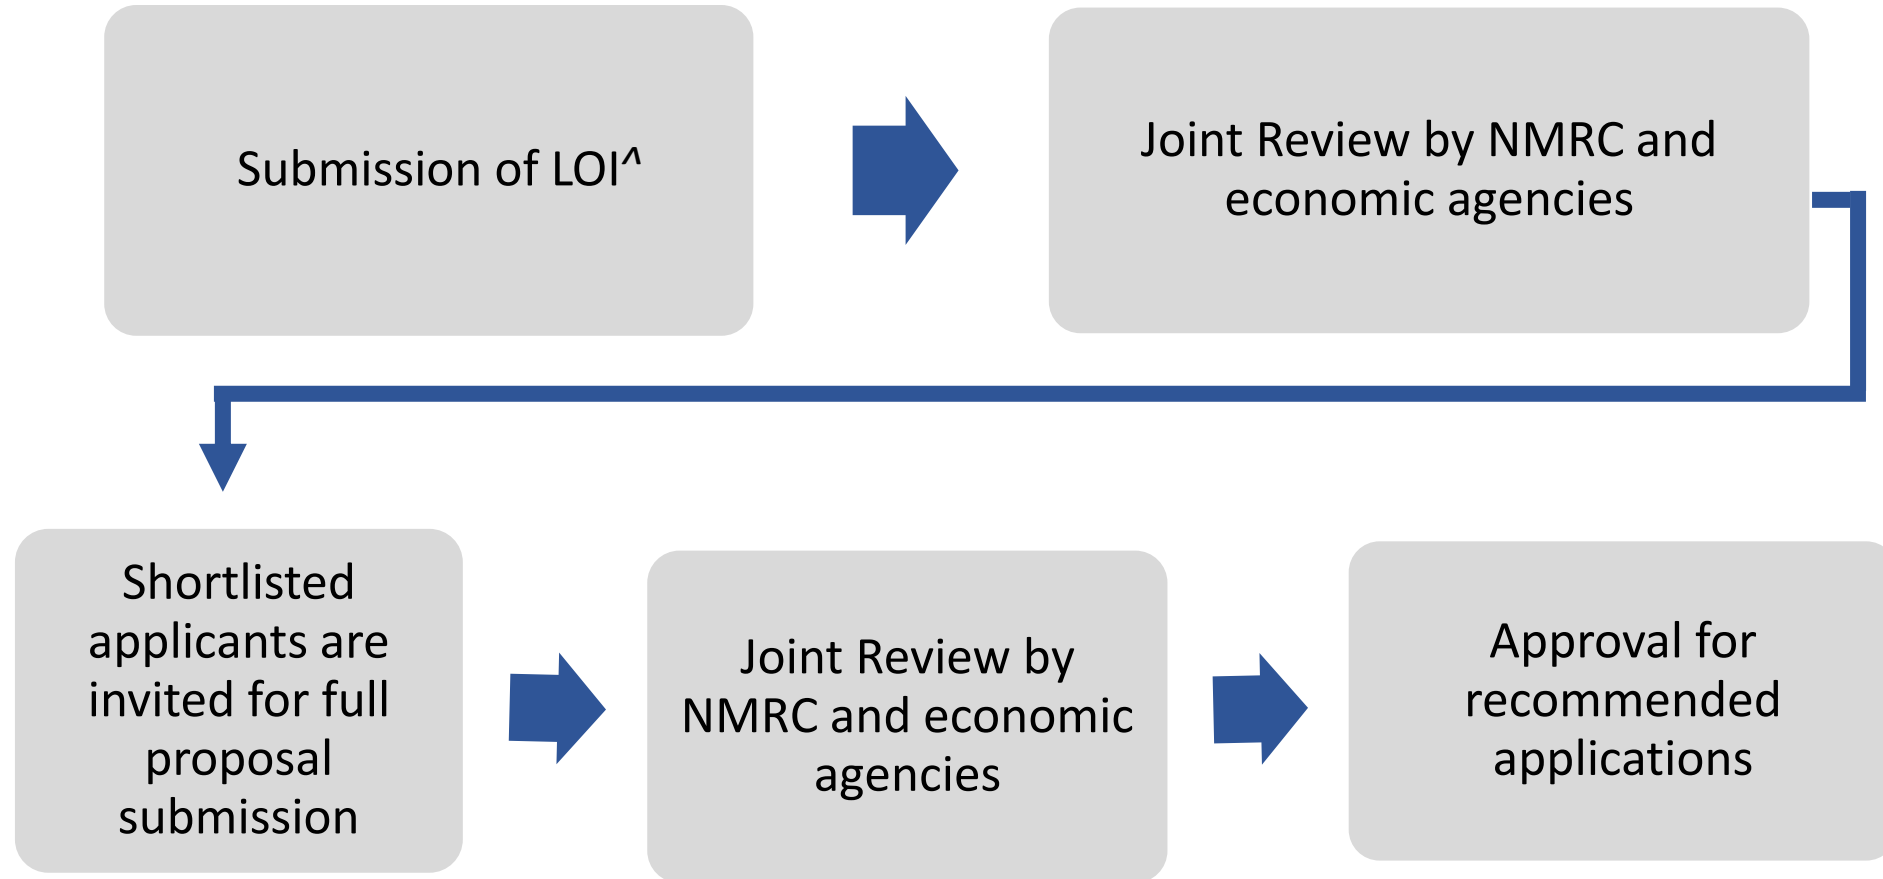 Submission of LOI^
Joint Review by NMRC and
economic agencies
Shortlisted
applicants are
invited for full
proposal
submission
Joint Review by
NMRC and economic
agencies
Approval for
recommended
applications